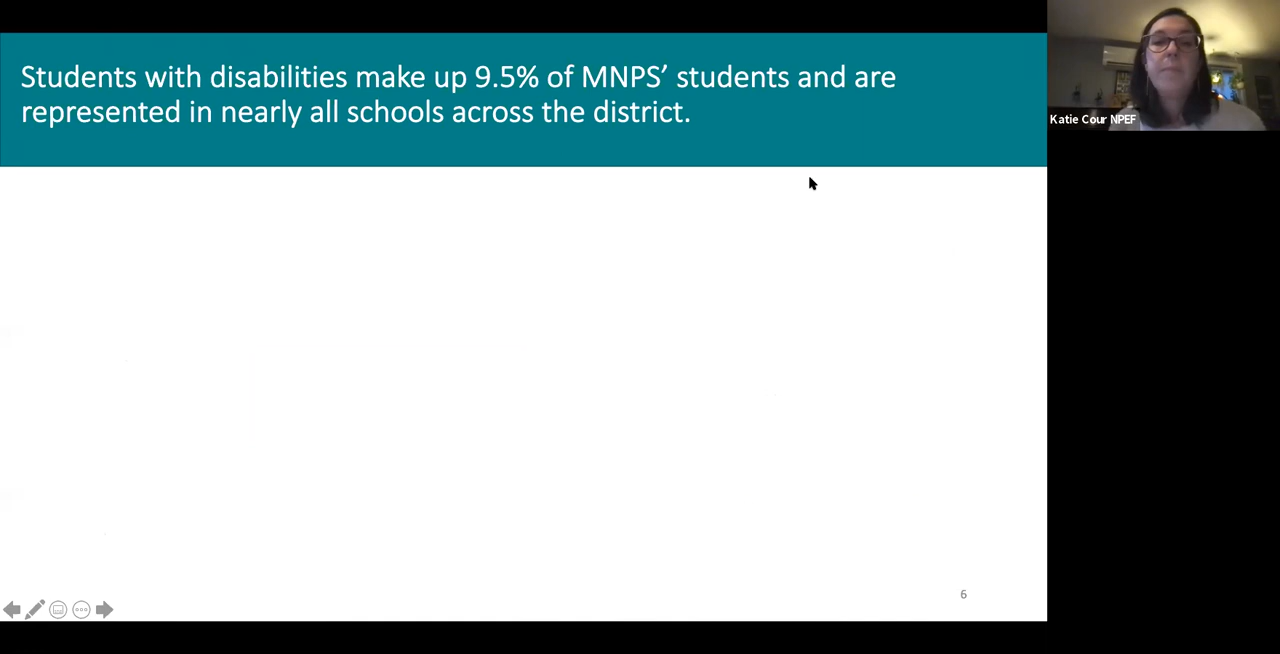 Students with disabilities make up 9.5% of MNPS’ students and are
represented in nearly all schools across the district.
Katie Cour NPEF
6